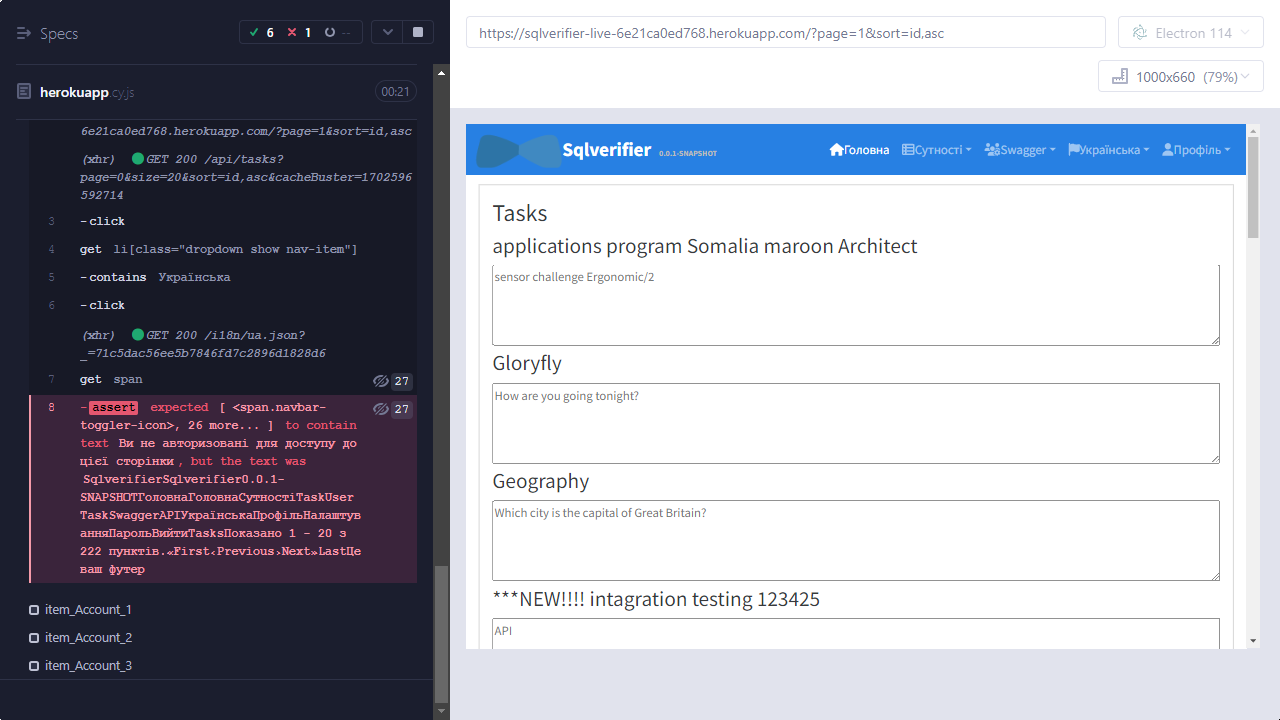 Specs
6
1
--
herokuapp.cy.js
00:21
6e21ca0ed768.herokuapp.com/?page=1&sort=id,asc
(xhr) GET 200 /api/tasks?
page=0&size=20&sort=id,asc&cacheBuster=1702596
592714
3 -click
4 get li[class="dropdown show nav-item"]
5 -contains Українська
6 -click
(xhr) GET 200 /i18n/ua.json?
_=71c5dac56ee5b7846fd7c2896d1828d6
7 get span 27
8 -assert expected [ <span.navbar- 27
toggler-icon>, 26 more... ] to contain
text Ви не авторизовані для доступу до
цієї сторінки, but the text was
SqlverifierSqlverifier0.0.1-
SNAPSHOTГоловнаГоловнаСутностіTaskUser
TaskSwaggerAPIУкраїнськаПрофільНалаштув
анняПарольВийтиTasksПоказано 1 - 20 з
222 пунктів.«First‹Previous›Next»LastЦе
ваш футер
item_Account_1
item_Account_2
item_Account_3
https://sqlverifier-live-6e21ca0ed768.herokuapp.com/?page=1&sort=id,asc
Electron 114
1000x660 (79%)
Sqlverifier 0.0.1-SNAPSHOT
Головна Сутності Swagger Українська Профіль
Tasks
applications program Somalia maroon Architect
sensor challenge Ergonomic/2
Gloryfly
How are you going tonight?
Geography
Which city is the capital of Great Britain?
***NEW!!!! intagration testing 123425
API